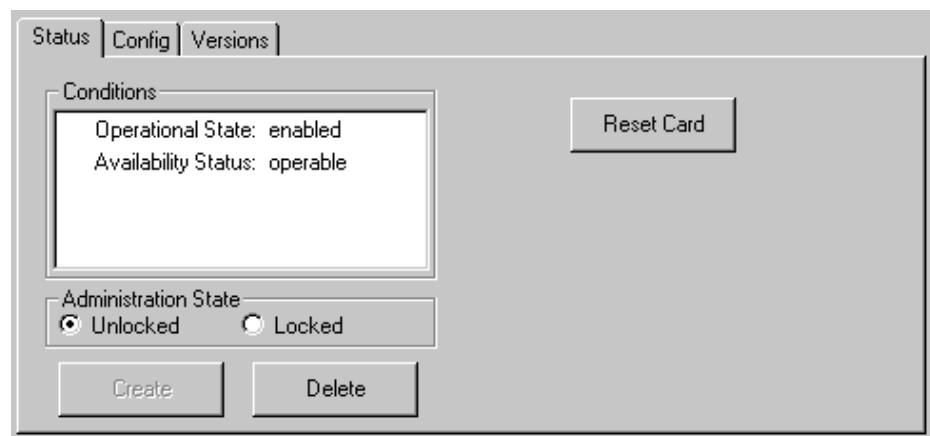 Status Config Versions
Conditions
Operational State: enabled
Availability Status: operable
Reset Card
Administration State
Unlocked Locked
Create Delete